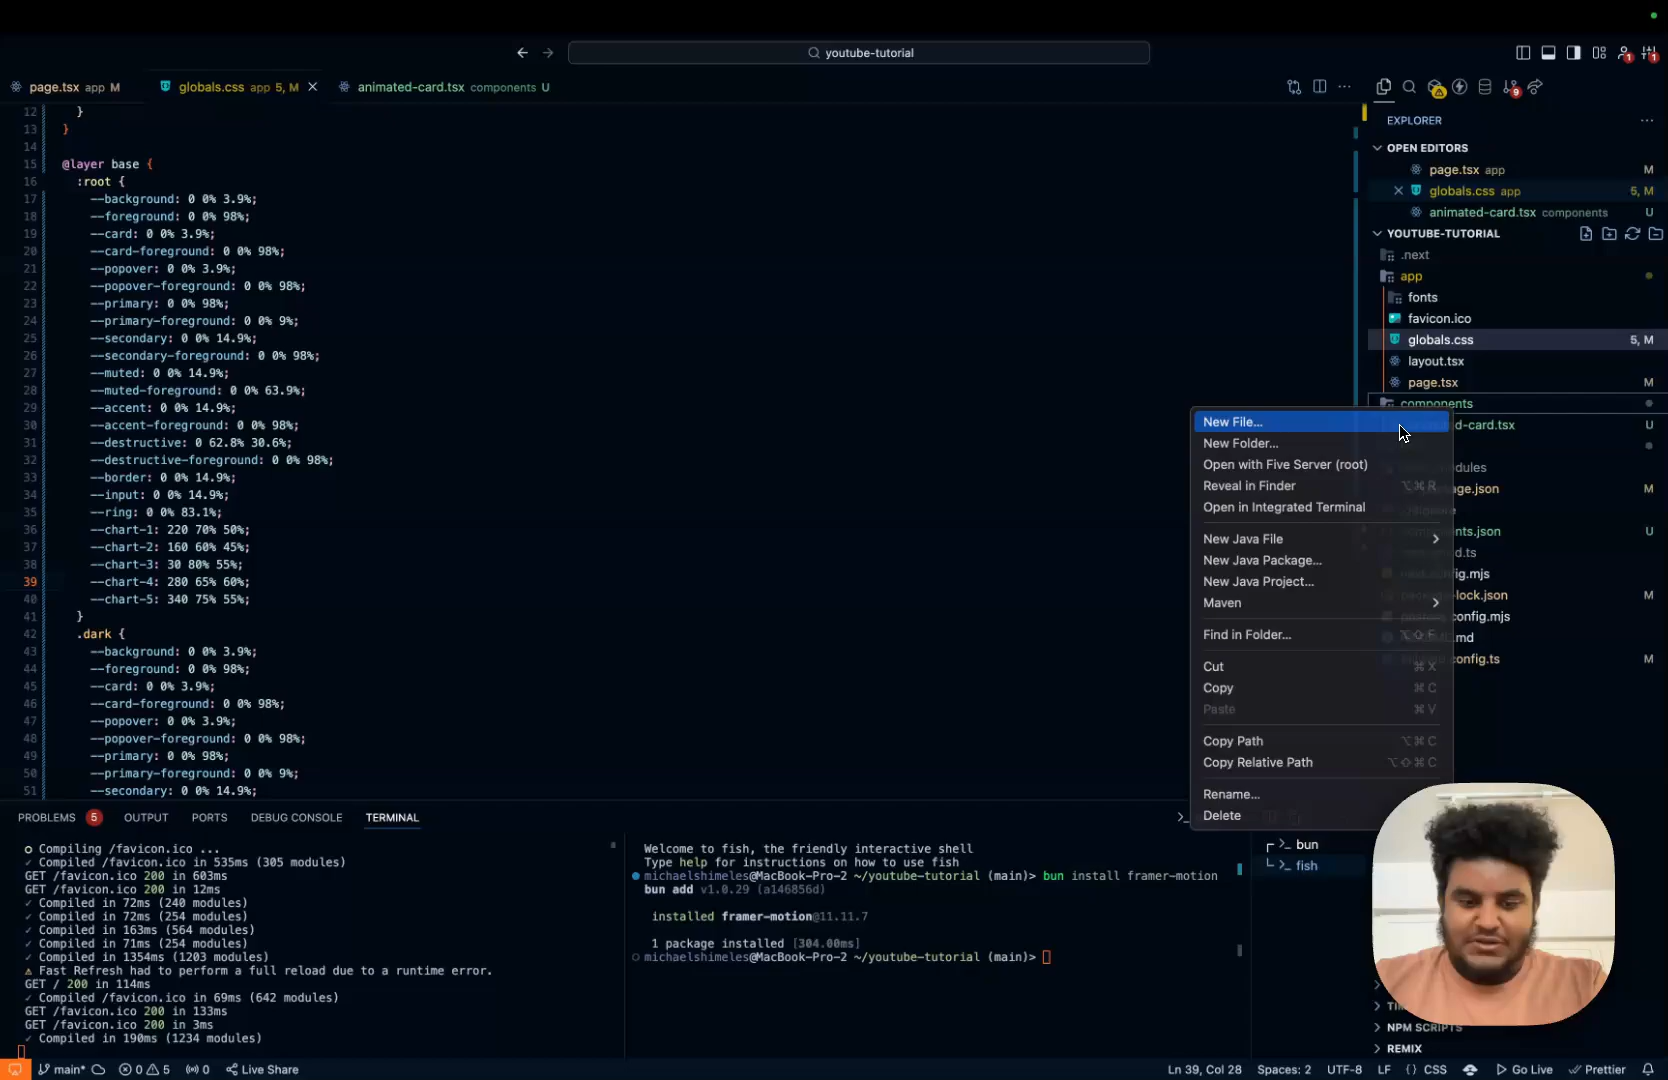 youtube-tutorial
1
1
page.tsx app M
globals.css app 5, M
animated-card.tsx components U
9
12 }
13 }
14
15 @layer base {
16 :root {
17 --background: 0 0% 3.9%;
18 --foreground: 0 0% 98%;
19 --card: 0 0% 3.9%;
20 --card-foreground: 0 0% 98%;
21 --popover: 0 0% 3.9%;
22 --popover-foreground: 0 0% 98%;
23 --primary: 0 0% 98%;
24 --primary-foreground: 0 0% 9%;
25 --secondary: 0 0% 14.9%;
26 --secondary-foreground: 0 0% 98%;
27 --muted: 0 0% 14.9%;
28 --muted-foreground: 0 0% 63.9%;
29 --accent: 0 0% 14.9%;
30 --accent-foreground: 0 0% 98%;
31 --destructive: 0 62.8% 30.6%;
32 --destructive-foreground: 0 0% 98%;
33 --border: 0 0% 14.9%;
34 --input: 0 0% 14.9%;
35 --ring: 0 0% 83.1%;
36 --chart-1: 220 70% 50%;
37 --chart-2: 160 60% 45%;
38 --chart-3: 30 80% 55%;
39 --chart-4: 280 65% 60%;
40 --chart-5: 340 75% 55%;
41 }
42 .dark {
43 --background: 0 0% 3.9%;
44 --foreground: 0 0% 98%;
45 --card: 0 0% 3.9%;
46 --card-foreground: 0 0% 98%;
47 --popover: 0 0% 3.9%;
48 --popover-foreground: 0 0% 98%;
49 --primary: 0 0% 98%;
50 --primary-foreground: 0 0% 9%;
51 --secondary: 0 0% 14.9%;
EXPLORER
OPEN EDITORS
page.tsx app M
globals.css app 5, M
animated-card.tsx components U
YOUTUBE-TUTORIAL
.next
app
fonts
favicon.ico
globals.css 5, M
layout.tsx
page.tsx M
components
d-card.tsx U
dules
age.json M
nents.json U
d.ts
config.mjs
-lock.json M
config.mjs
md
config.ts M
New File...
New Folder...
Open with Five Server (root)
Reveal in Finder ⌥⌘R
Open in Integrated Terminal
New Java File
New Java Package...
New Java Project...
Maven
Find in Folder... ⌥⇧F
Cut ⌘X
Copy ⌘C
Paste ⌘V
Copy Path ⌥⌘C
Copy Relative Path ⌥⇧⌘C
Rename...
Delete
PROBLEMS 5 OUTPUT PORTS DEBUG CONSOLE TERMINAL
○ Compiling /favicon.ico ...
✓ Compiled /favicon.ico in 535ms (305 modules)
GET /favicon.ico 200 in 603ms
GET /favicon.ico 200 in 12ms
✓ Compiled in 72ms (240 modules)
✓ Compiled in 72ms (254 modules)
✓ Compiled in 163ms (564 modules)
✓ Compiled in 71ms (254 modules)
✓ Compiled in 1354ms (1203 modules)
⚠ Fast Refresh had to perform a full reload due to a runtime error.
GET / 200 in 114ms
✓ Compiled /favicon.ico in 69ms (642 modules)
GET /favicon.ico 200 in 133ms
GET /favicon.ico 200 in 3ms
✓ Compiled in 190ms (1234 modules)
Welcome to fish, the friendly interactive shell
Type help for instructions on how to use fish
michaelshimeles@MacBook-Pro-2 ~/youtube-tutorial (main)> bun install framer-motion
bun add v1.0.29 (a146856d)
installed framer-motion@11.11.7
1 package installed [304.00ms]
michaelshimeles@MacBook-Pro-2 ~/youtube-tutorial (main)>
bun
fish
NPM SCRIPTS
REMIX
main* 0 5 0 Live Share
Ln 39, Col 28 Spaces: 2 UTF-8 LF {} CSS Go Live Prettier